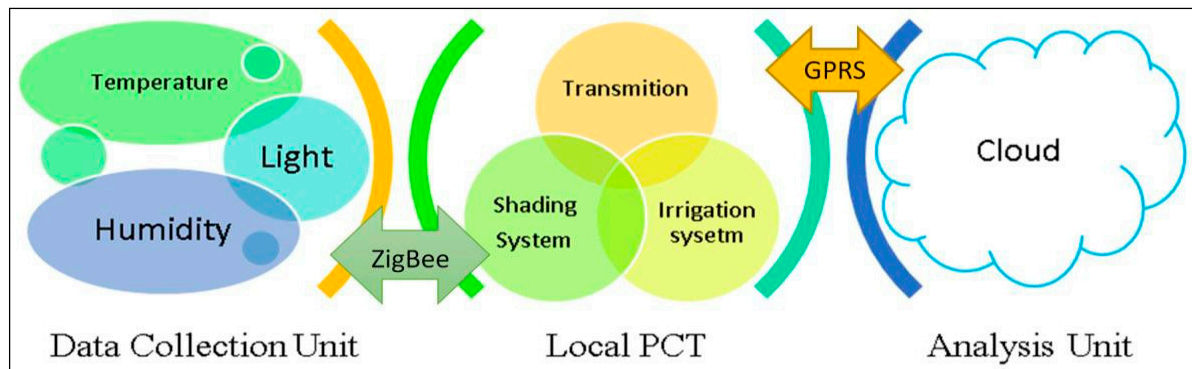 Temperature
Light
Humidity
ZigBee
Transmition
Shading
System
Irrigation
sysetm
GPRS
Cloud
Data Collection Unit
Local PCT
Analysis Unit